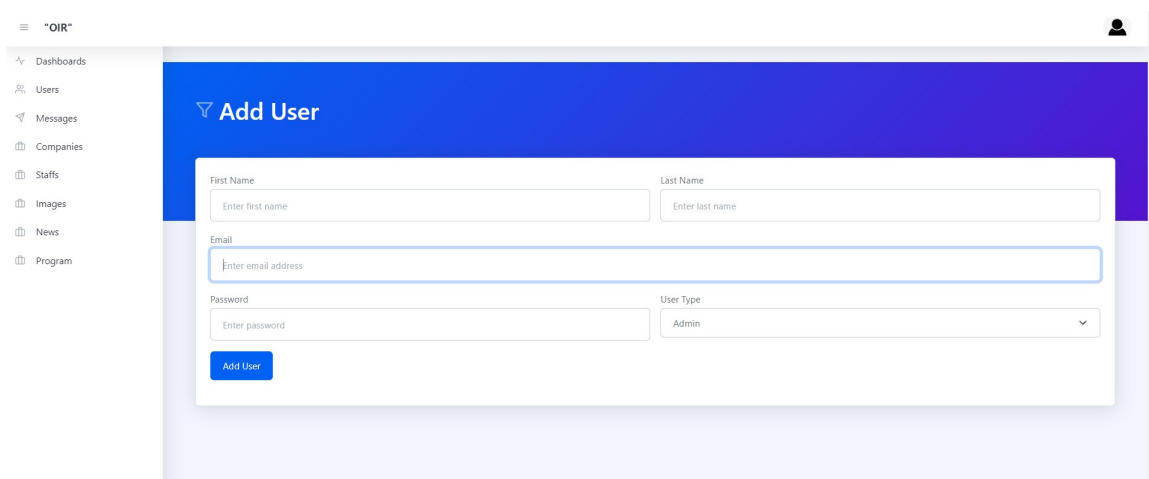 "OIR"
Dashboards
Users
Messages
Companies
Staffs
Images
News
Program
Add User
First Name
Last Name
Enter first name
Enter last name
Email
Enter email address
Password
User Type
Enter password
Admin
Add User